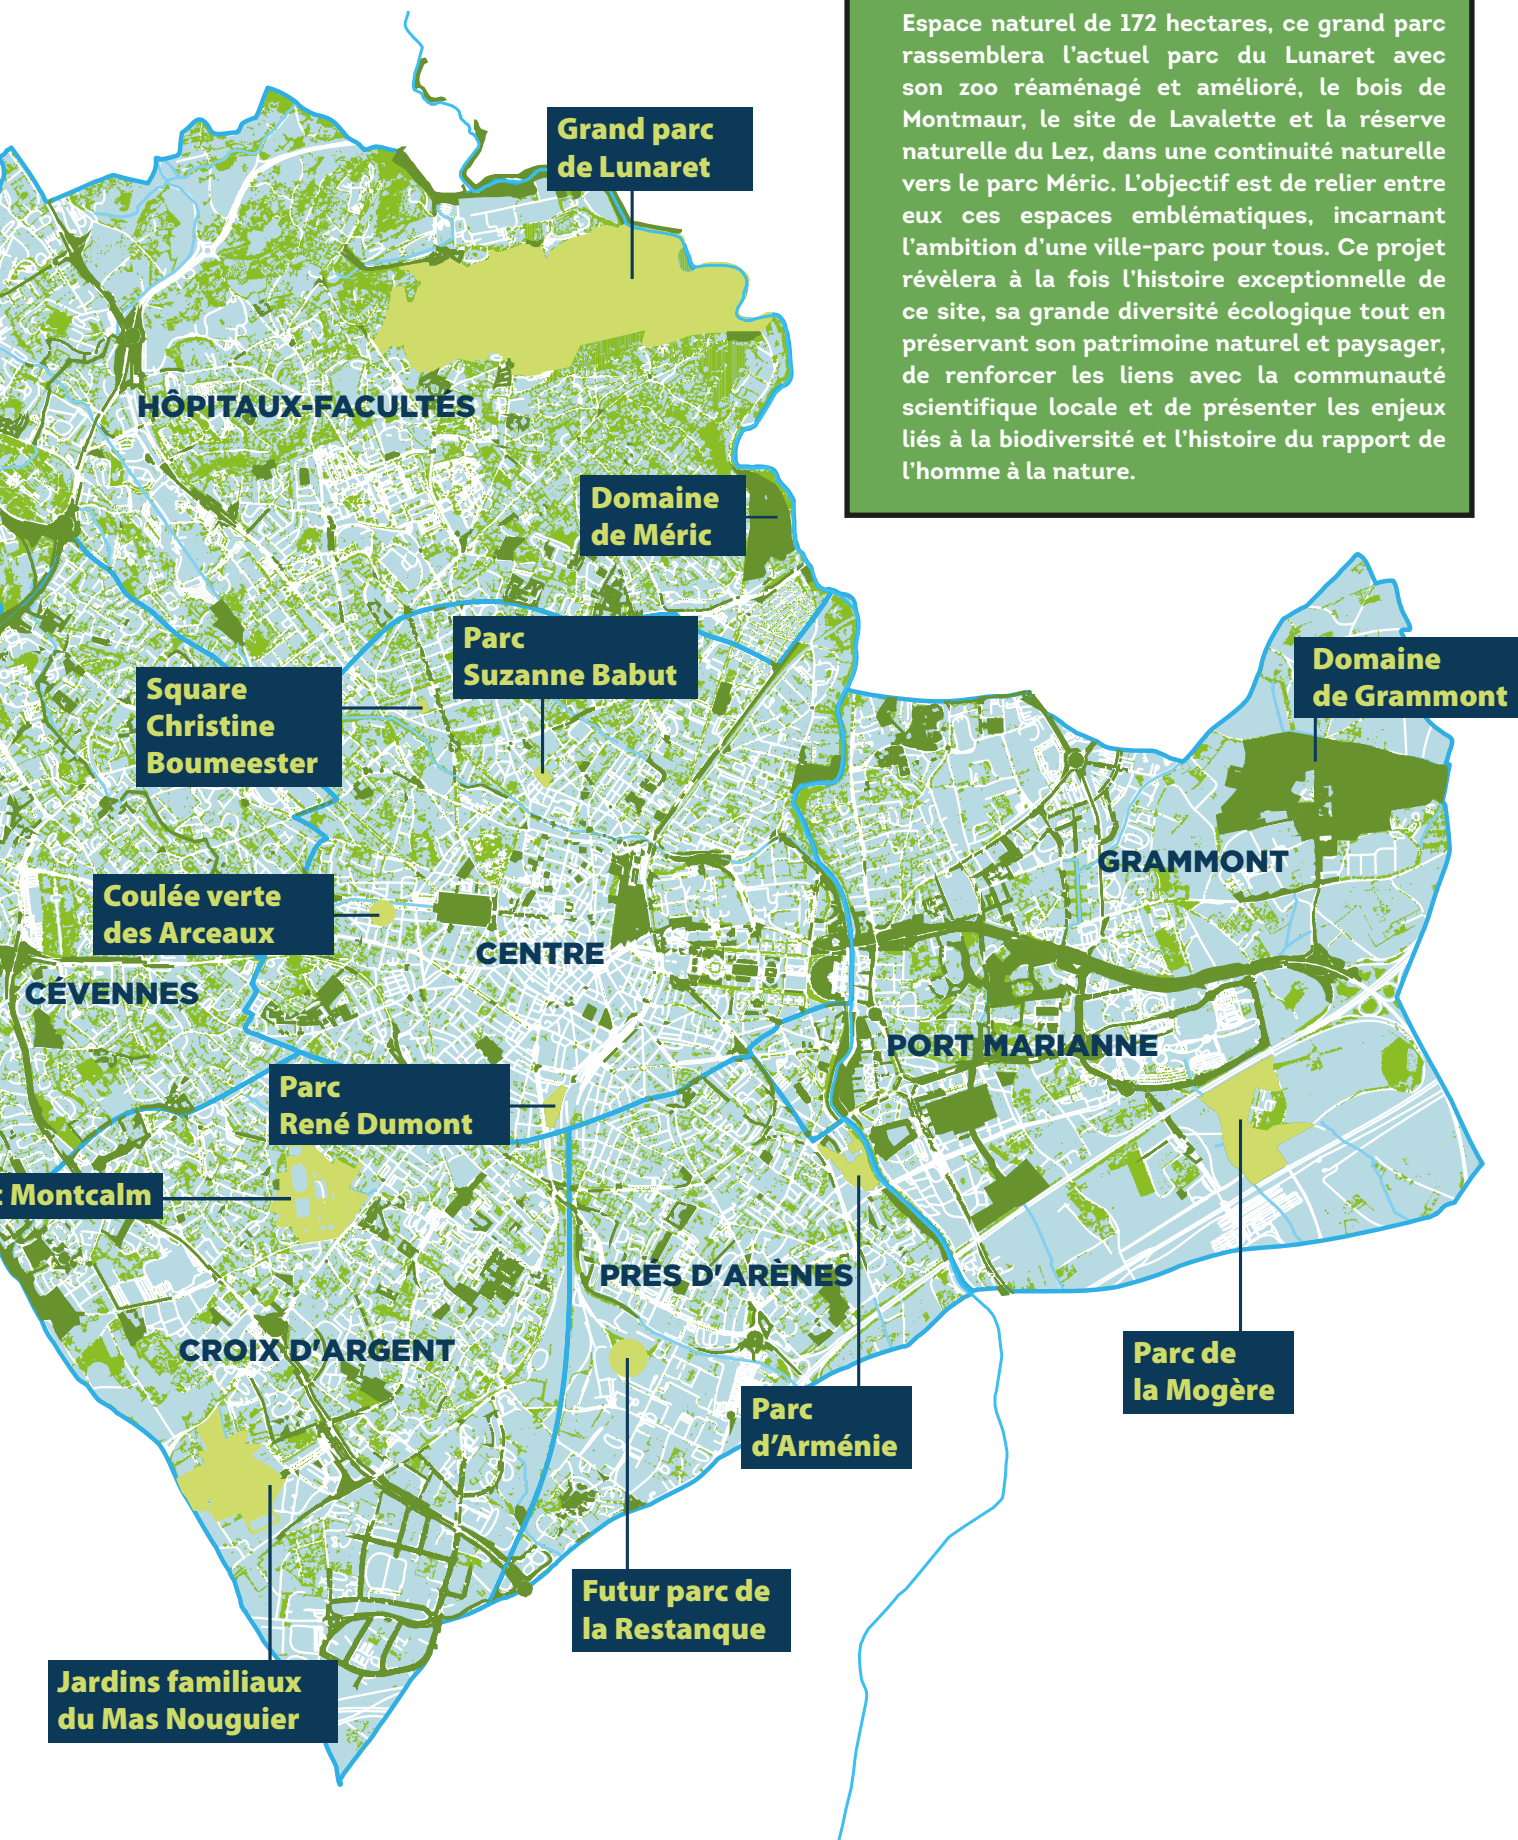 Espace naturel de 172 hectares, ce grand parc
rassemblera l'actuel parc du Lunaret avec
son zoo réaménagé et amélioré, le bois de
Montmaur, le site de Lavalette et la réserve
naturelle du Lez, dans une continuité naturelle
vers le parc Méric. L'objectif est de relier entre
eux ces espaces emblématiques, incarnant
l'ambition d'une ville-parc pour tous. Ce projet
révèlera à la fois l'histoire exceptionnelle de
ce site, sa grande diversité écologique tout en
préservant son patrimoine naturel et paysager,
de renforcer les liens avec la communauté
scientifique locale et de présenter les enjeux
liés à la biodiversité et l'histoire du rapport de
l'homme à la nature.
Grand parc
de Lunaret
HÔPITAUX-FACULTÉS
Domaine
de Méric
Parc
Suzanne Babut
Square
Christine
Boumeester
Domaine
de Grammont
GRAMMONT
Coulée verte
des Arceaux
CENTRE
CÉVENNES
PORT MARIANNE
Parc
René Dumont
Montcalm
PRÉS D'ARÈNES
CROIX D'ARGENT
Parc de
la Mogère
Parc
d'Arménie
Futur parc de
la Restanque
Jardins familiaux
du Mas Nouguier